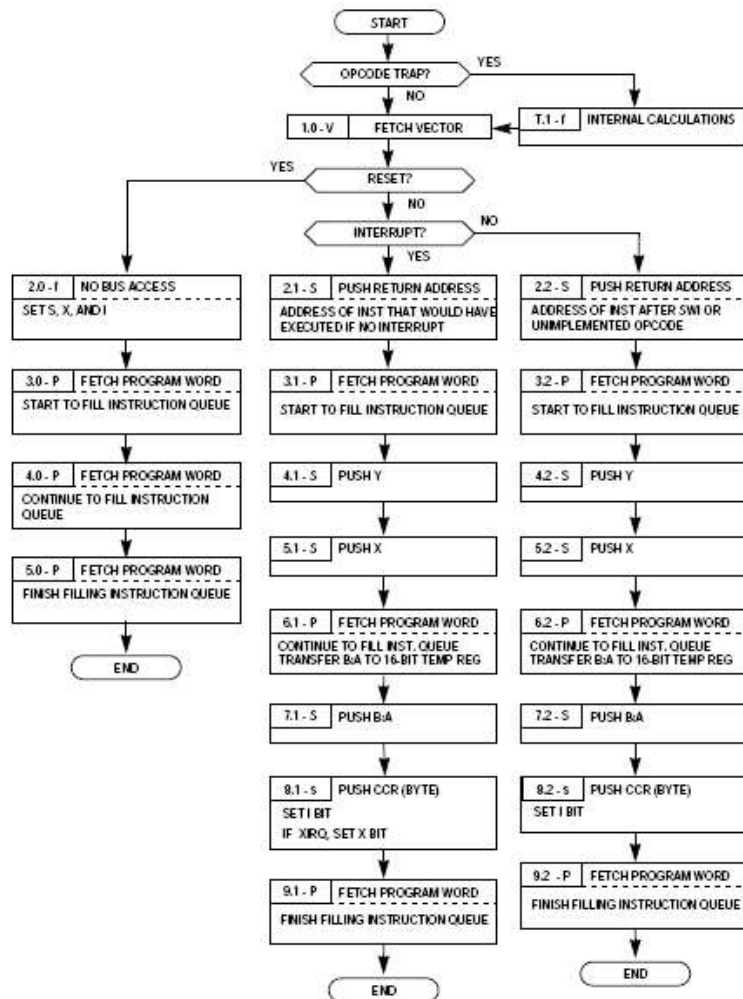 START
OPCODE TRAP?
YES
NO
1.0 - V FETCH VECTOR
T.1 - f INTERNAL CALCULATIONS
YES
RESET?
NO
INTERRUPT?
NO
YES
2.0 - f NO BUS ACCESS
SET S, X, AND I
3.0 - P FETCH PROGRAM WORD
START TO FILL INSTRUCTION QUEUE
4.0 - P FETCH PROGRAM WORD
CONTINUE TO FILL INSTRUCTION
QUEUE
5.0 - P FETCH PROGRAM WORD
FINISH FILLING INSTRUCTION QUEUE
END
2.1 - S PUSH RETURN ADDRESS
ADDRESS OF INST THAT WOULD HAVE
EXECUTED IF NO INTERRUPT
3.1 - P FETCH PROGRAM WORD
START TO FILL INSTRUCTION QUEUE
4.1 - S PUSH Y
5.1 - S PUSH X
6.1 - P FETCH PROGRAM WORD
CONTINUE TO FILL INST. QUEUE
TRANSFER B:A TO 16-BIT TEMP REG
7.1 - S PUSH B:A
8.1 - s PUSH CCR (BYTE)
SET I BIT
IF XIRQ, SET X BIT
9.1 - P FETCH PROGRAM WORD
FINISH FILLING INSTRUCTION QUEUE
END
2.2 - S PUSH RETURN ADDRESS
ADDRESS OF INST AFTER SWI OR
UNIMPLEMENTED OPCODE
3.2 - P FETCH PROGRAM WORD
START TO FILL INSTRUCTION QUEUE
4.2 - S PUSH Y
5.2 - S PUSH X
6.2 - P FETCH PROGRAM WORD
CONTINUE TO FILL INST. QUEUE
TRANSFER B:A TO 16-BIT TEMP REG
7.2 - S PUSH B:A
8.2 - s PUSH CCR (BYTE)
SET I BIT
9.2 - P FETCH PROGRAM WORD
FINISH FILLING INSTRUCTION QUEUE
END